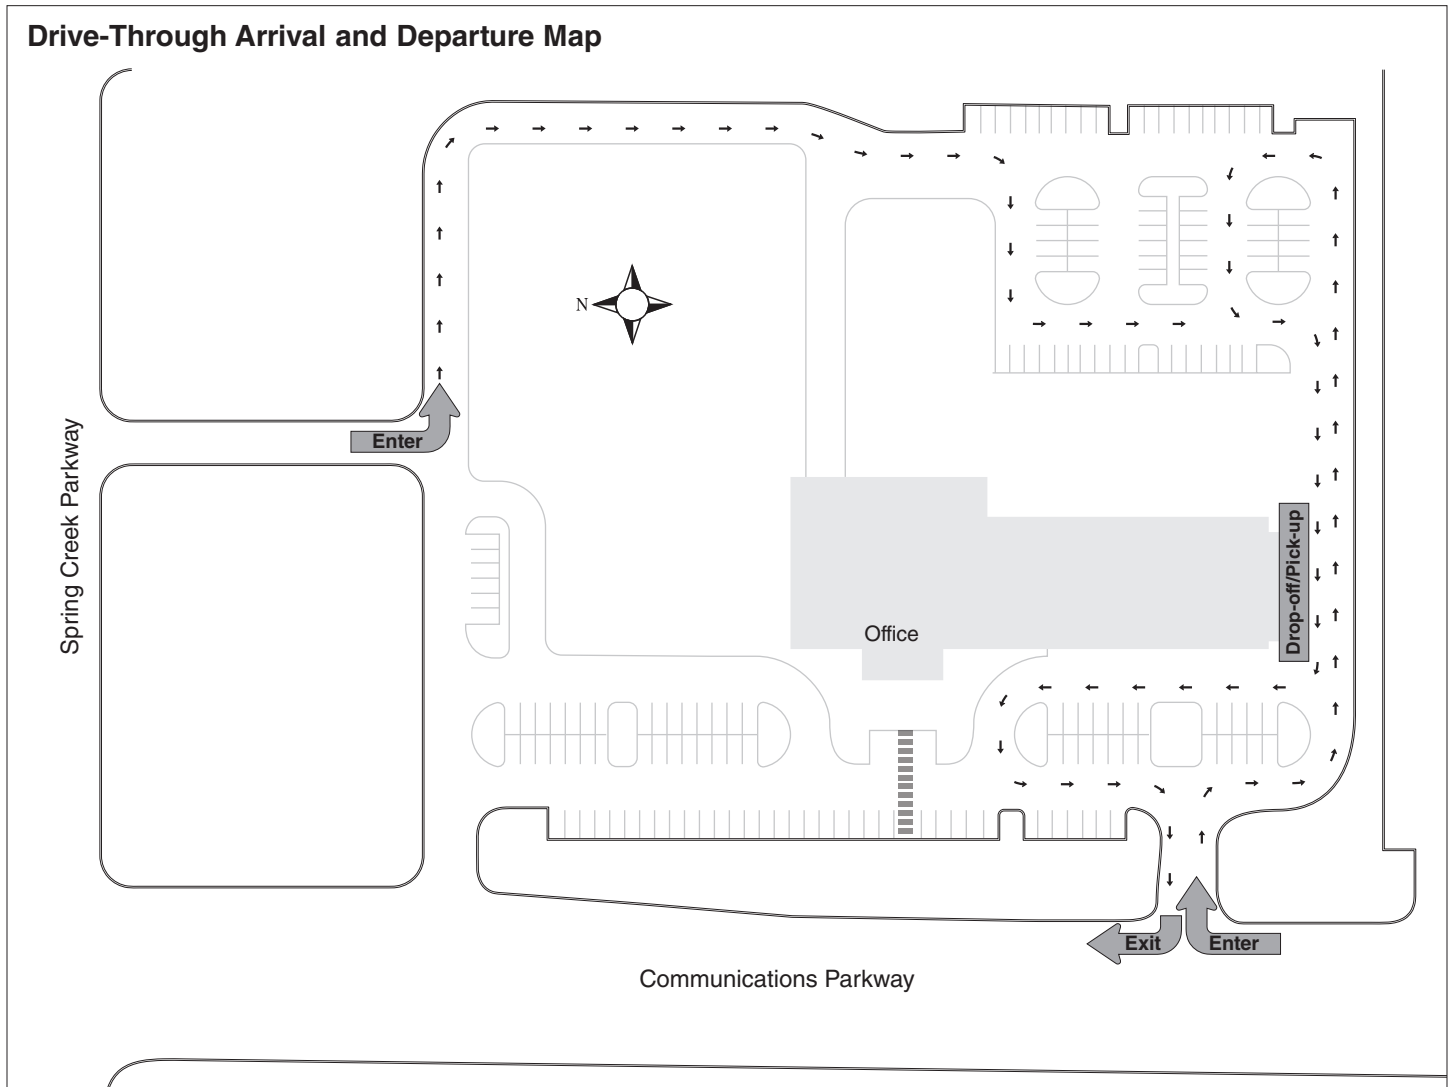 Drive-Through Arrival and Departure Map
N
Enter
Spring Creek Parkway
Drop-off/Pick-up
Office
Exit
Enter
Communications Parkway